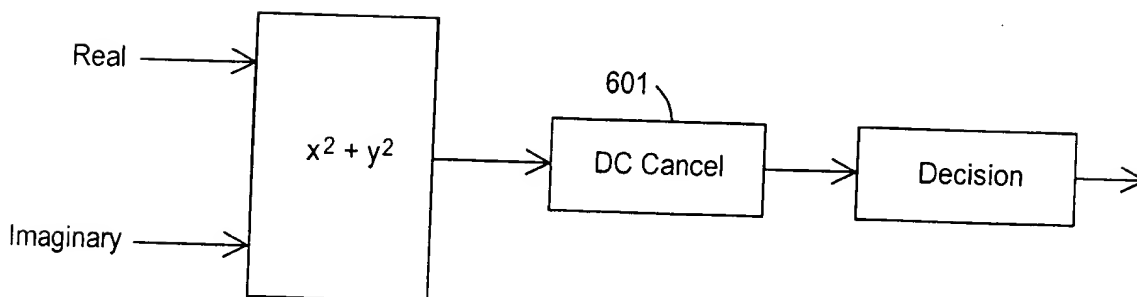 Real
601
x² + y²
DC Cancel
Decision
Imaginary